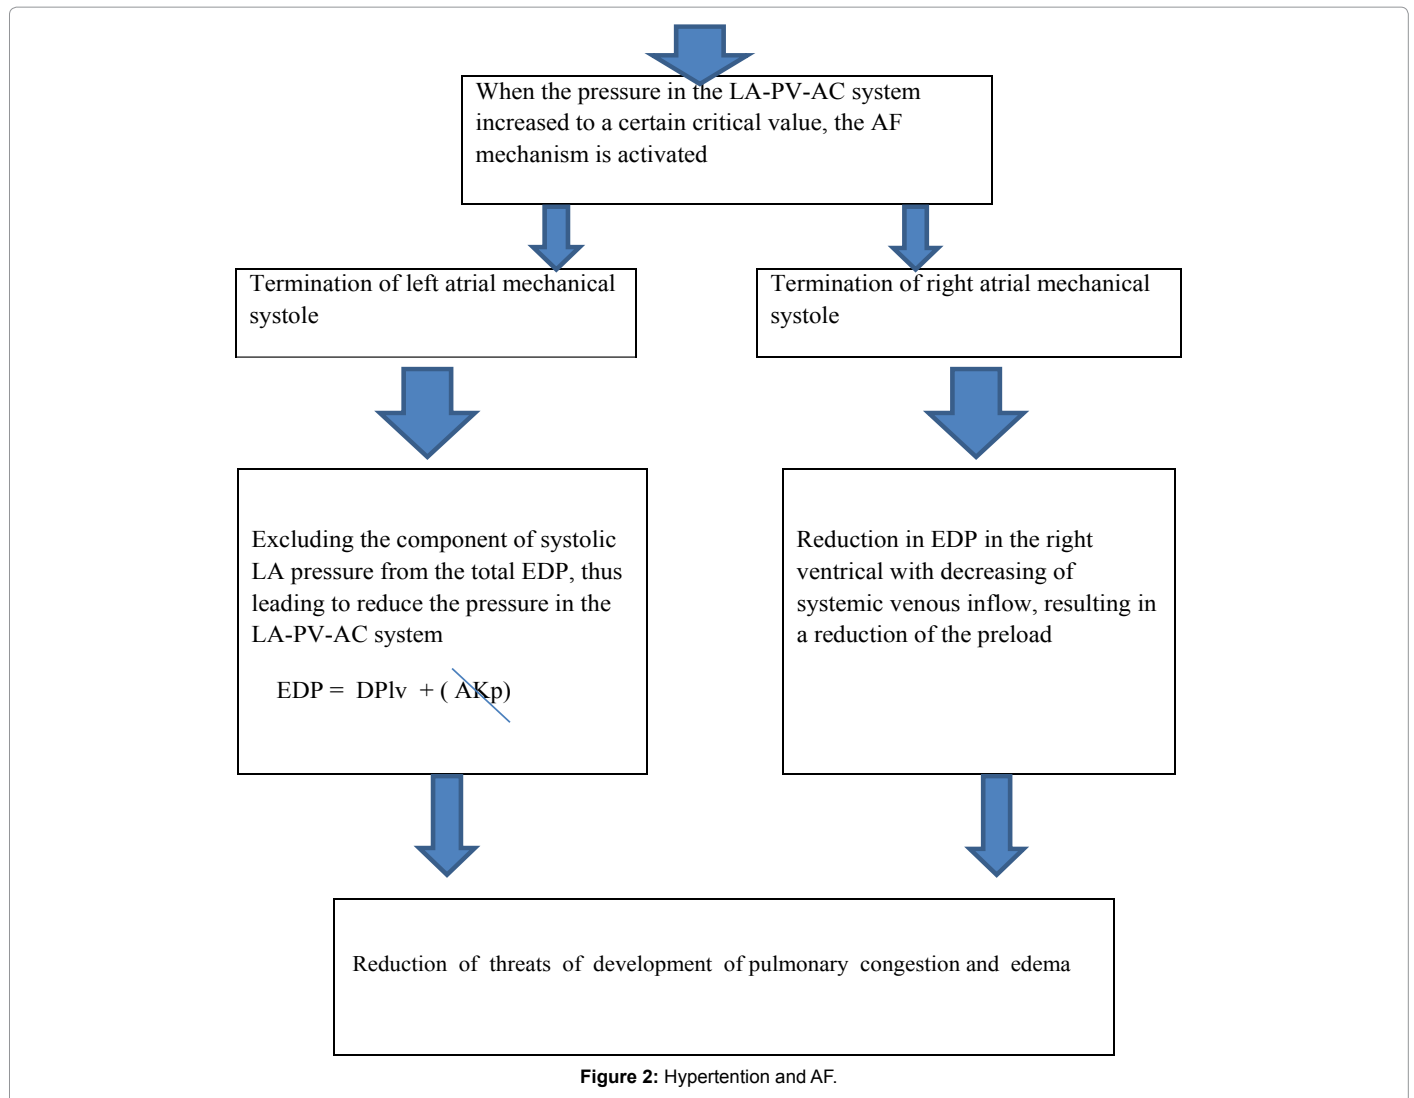 When the pressure in the LA-PV-AC system
increased to a certain critical value, the AF
mechanism is activated
Termination of left atrial mechanical
systole
Termination of right atrial mechanical
systole
Excluding the component of systolic
LA pressure from the total EDP, thus
leading to reduce the pressure in the
LA-PV-AC system
EDP = DPlv + ( AKp)
Reduction in EDP in the right
ventrical with decreasing of
systemic venous inflow, resulting in
a reduction of the preload
Reduction of threats of development of pulmonary congestion and edema
Figure 2: Hypertention and AF.